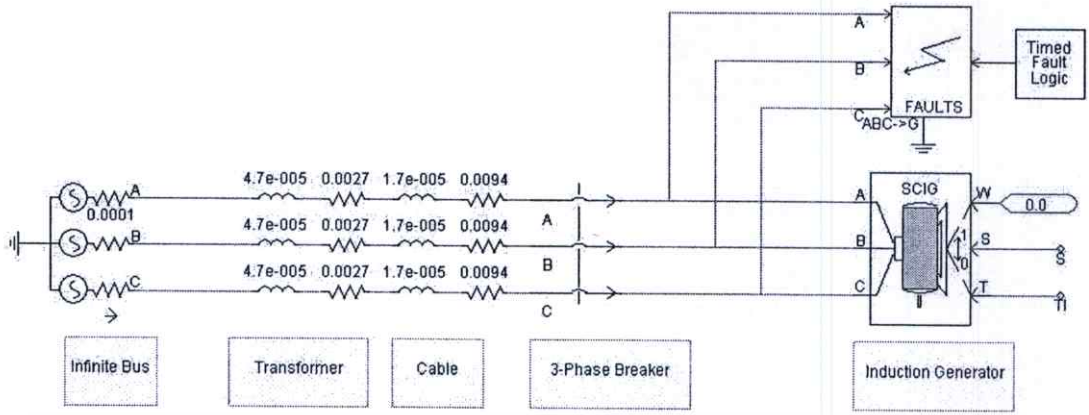 A
B
C
FAULTS
ABC->G
Timed
Fault
Logic
A
0.0001
4.7e-005 0.0027 1.7e-005 0.0094
A
A
SCIG
W
0.0
B
4.7e-005 0.0027 1.7e-005 0.0094
B
B
1
0
S
S
C
4.7e-005 0.0027 1.7e-005 0.0094
C
C
T
TI
Infinite Bus
Transformer
Cable
3-Phase Breaker
Induction Generator